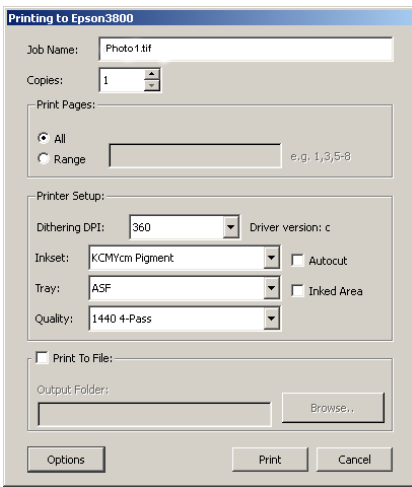 Printing to Epson3800
Job Name: Photo1.tif
Copies: 1
Print Pages:
All
Range e.g. 1,3,5-8
Printer Setup:
Dithering DPI: 360 Driver version: c
Inkset: KCMYcm Pigment Autocut
Tray: ASF Inked Area
Quality: 1440 4-Pass
Print To File:
Output Folder:
Browse..
Options Print Cancel